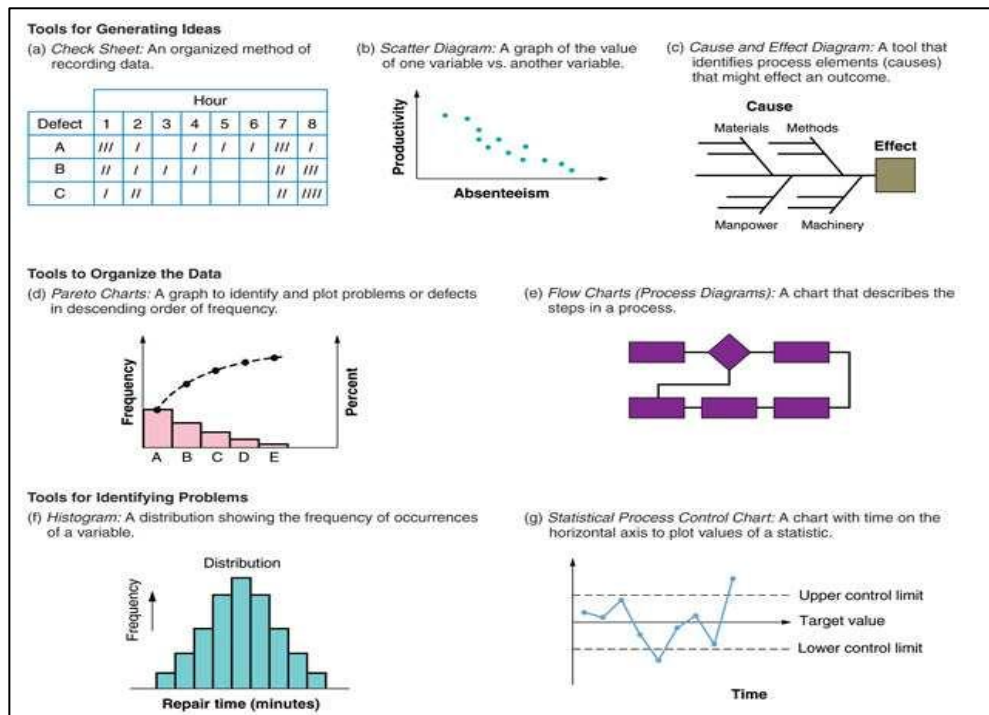 Tools for Generating Ideas
(a) Check Sheet: An organized method of
recording data.
Hour
Defect 1 2 3 4 5 6 7 8
A /// / / / / /// /
B // / / / // ///
C / // // ////
(b) Scatter Diagram: A graph of the value
of one variable vs. another variable.
Productivity
Absenteeism
(c) Cause and Effect Diagram: A tool that
identifies process elements (causes)
that might effect an outcome.
Cause
Materials Methods
Effect
Manpower Machinery
Tools to Organize the Data
(d) Pareto Charts: A graph to identify and plot problems or defects
in descending order of frequency.
Frequency
Percent
A B C D E
(e) Flow Charts (Process Diagrams): A chart that describes the
steps in a process.
Tools for Identifying Problems
(f) Histogram: A distribution showing the frequency of occurrences
of a variable.
Distribution
Frequency
Repair time (minutes)
(g) Statistical Process Control Chart: A chart with time on the
horizontal axis to plot values of a statistic.
Upper control limit
Target value
Lower control limit
Time